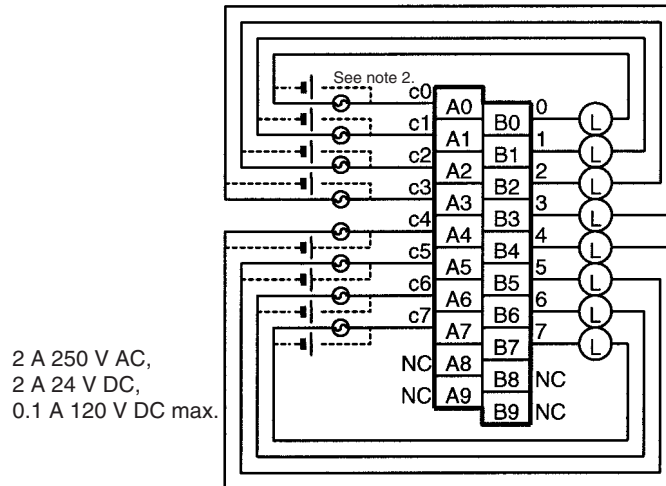 See note 2.
c0 A0 B0 0 L
c1 A1 B1 1 L
c2 A2 B2 2 L
c3 A3 B3 3 L
c4 A4 B4 4 L
c5 A5 B5 5 L
c6 A6 B6 6 L
c7 A7 B7 7 L
NC A8 B8 NC
NC A9 B9 NC
2 A 250 V AC,
2 A 24 V DC,
0.1 A 120 V DC max.